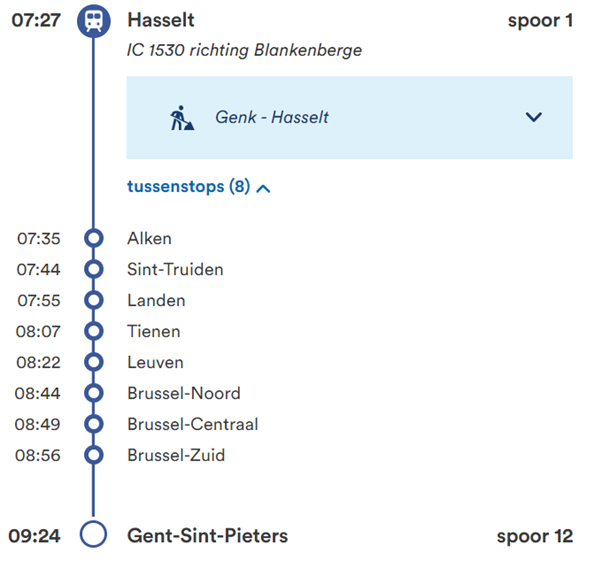 07:27 Hasselt spoor 1
IC 1530 richting Blankenberge
Genk - Hasselt
tussenstops (8)
07:35 Alken
07:44 Sint-Truiden
07:55 Landen
08:07 Tienen
08:22 Leuven
08:44 Brussel-Noord
08:49 Brussel-Centraal
08:56 Brussel-Zuid
09:24 Gent-Sint-Pieters spoor 12